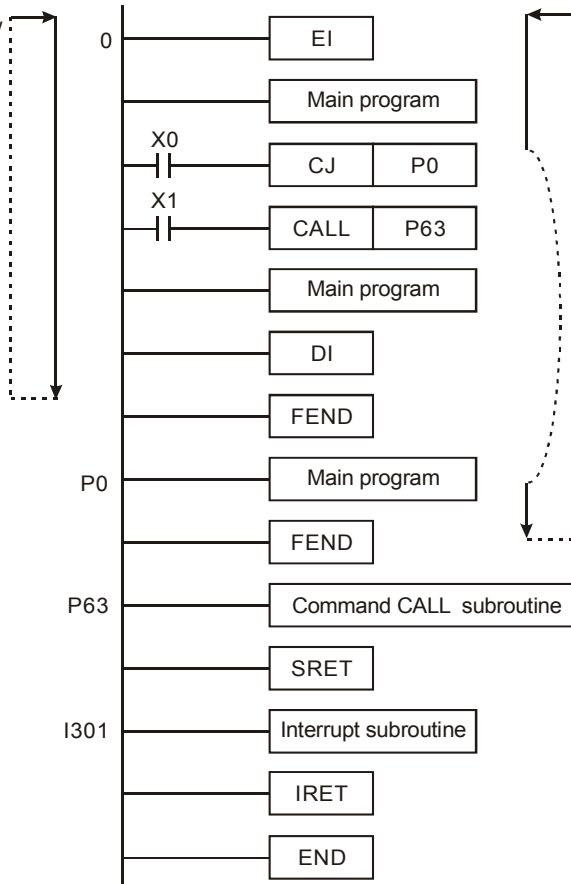 0 EI
Main program
X0
CJ P0
X1
CALL P63
Main program
DI
FEND
P0 Main program
FEND
P63 Command CALL subroutine
SRET
I301 Interrupt subroutine
IRET
END